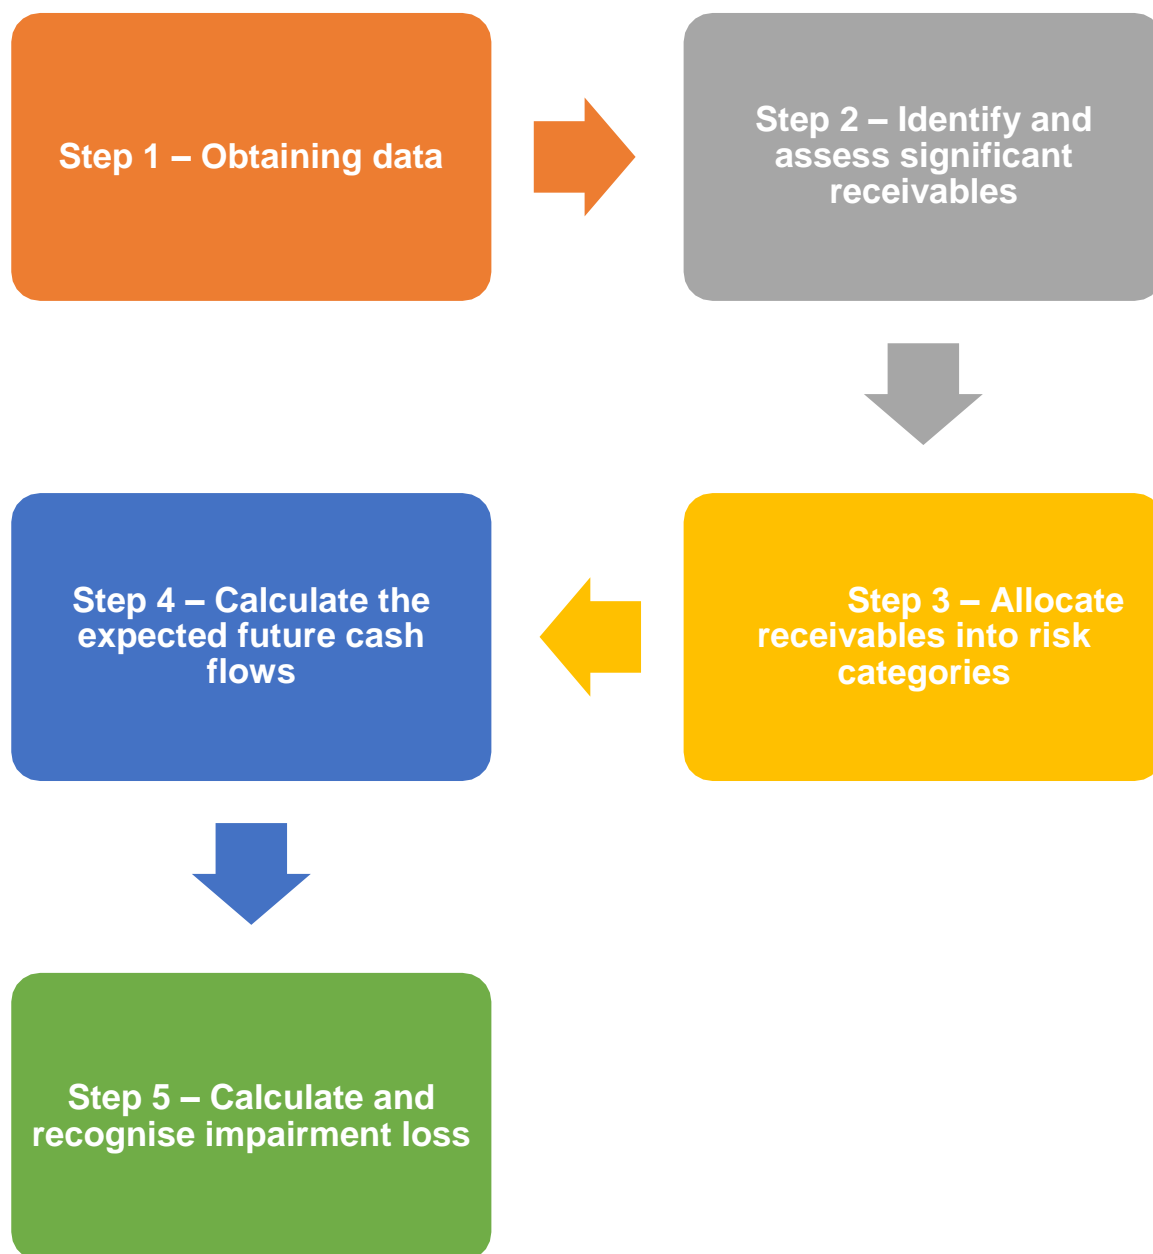 Step 1 – Obtaining data
Step 2 – Identify and
assess significant
receivables
Step 3 – Allocate
receivables into risk
categories
Step 4 – Calculate the
expected future cash
flows
Step 5 – Calculate and
recognise impairment loss